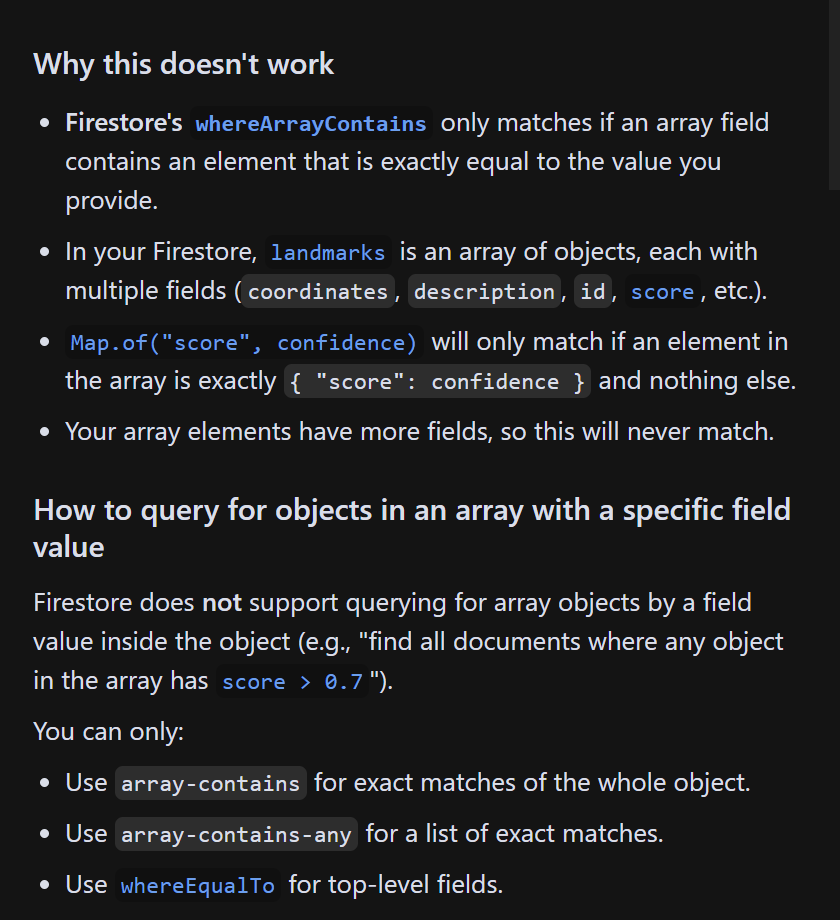 Why this doesn't work
• Firestore's whereArrayContains only matches if an array field
contains an element that is exactly equal to the value you
provide.
• In your Firestore, landmarks is an array of objects, each with
multiple fields (coordinates, description, id, score, etc.).
• Map.of("score", confidence) will only match if an element in
the array is exactly { "score": confidence } and nothing else.
• Your array elements have more fields, so this will never match.
How to query for objects in an array with a specific field
value
Firestore does not support querying for array objects by a field
value inside the object (e.g., "find all documents where any object
in the array has score > 0.7").
You can only:
• Use array-contains for exact matches of the whole object.
• Use array-contains-any for a list of exact matches.
• Use whereEqualTo for top-level fields.